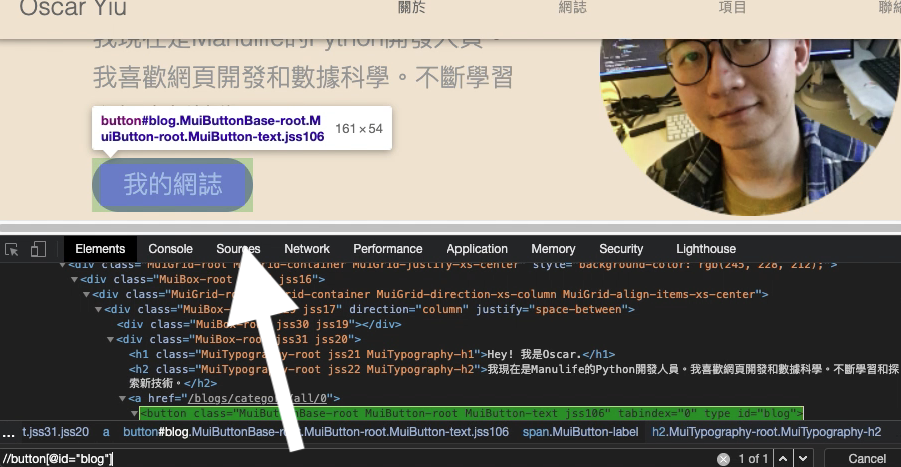 Oscar Yiu
關於
網誌
項目
聯絡
我現在是Manulife的Python開發人員。
我喜歡網頁開發和數據科學。不斷學習
button#blog.MuiButtonBase-root.M
uiButton-root.MuiButton-text.jss106
161 × 54
我的網誌
Elements Console Sources Network Performance Application Memory Security Lighthouse
<div class="MuiGrid-root MuiGrid-container MuiGrid-justify-xs-center" style="background-color: rgb(245, 228, 212);">
<div class="MuiBox-root jss16">
<div class="MuiGrid-root MuiGrid-container MuiGrid-direction-xs-column MuiGrid-align-items-xs-center">
<div class="MuiBox jss17" direction="column" justify="space-between">
<div class="MuiBox-root jss30 jss19"></div>
<div class="MuiBox-root jss31 jss20">
<h1 class="MuiTypography-root jss21 MuiTypography-h1">Hey! 我是Oscar.</h1>
<h2 class="MuiTypography-root jss22 MuiTypography-h2">我現在是Manulife的Python開發人員。我喜歡網頁開發和數據科學。不斷學習和探
索新技術。</h2>
<a href="/blogs/category/all/0">
<button class="MuiButtonBase-root MuiButton-root MuiButton-text jss106" tabindex="0" type id="blog">
... t.jss31.jss20 a button#blog.MuiButtonBase-root.MuiButton-root.MuiButton-text.jss106 span.MuiButton-label h2.MuiTypography-root.MuiTypography-h2
//button[@id="blog"]
1 of 1
Cancel